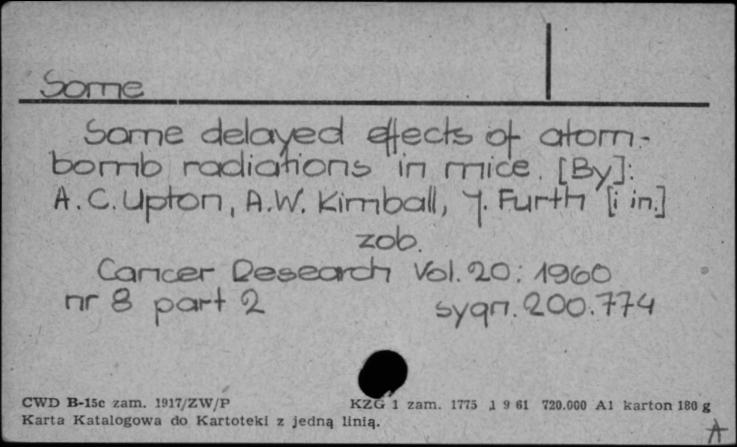 Some
Some delayed effects of atom-
bomb radiations in mice. [By]:
A.C. Upton, A.W. Kimball, J. Furth [i in.]
zob.
Cancer Research Vol. 20: 1960
nr 8 part 2 sygn. 200.774
CWD B-15c zam. 1917/ZW/P KZG 1 zam. 1775 1 9 61 720.000 A1 karton 180 g
Karta Katalogowa do Kartoteki z jedną linią.
A